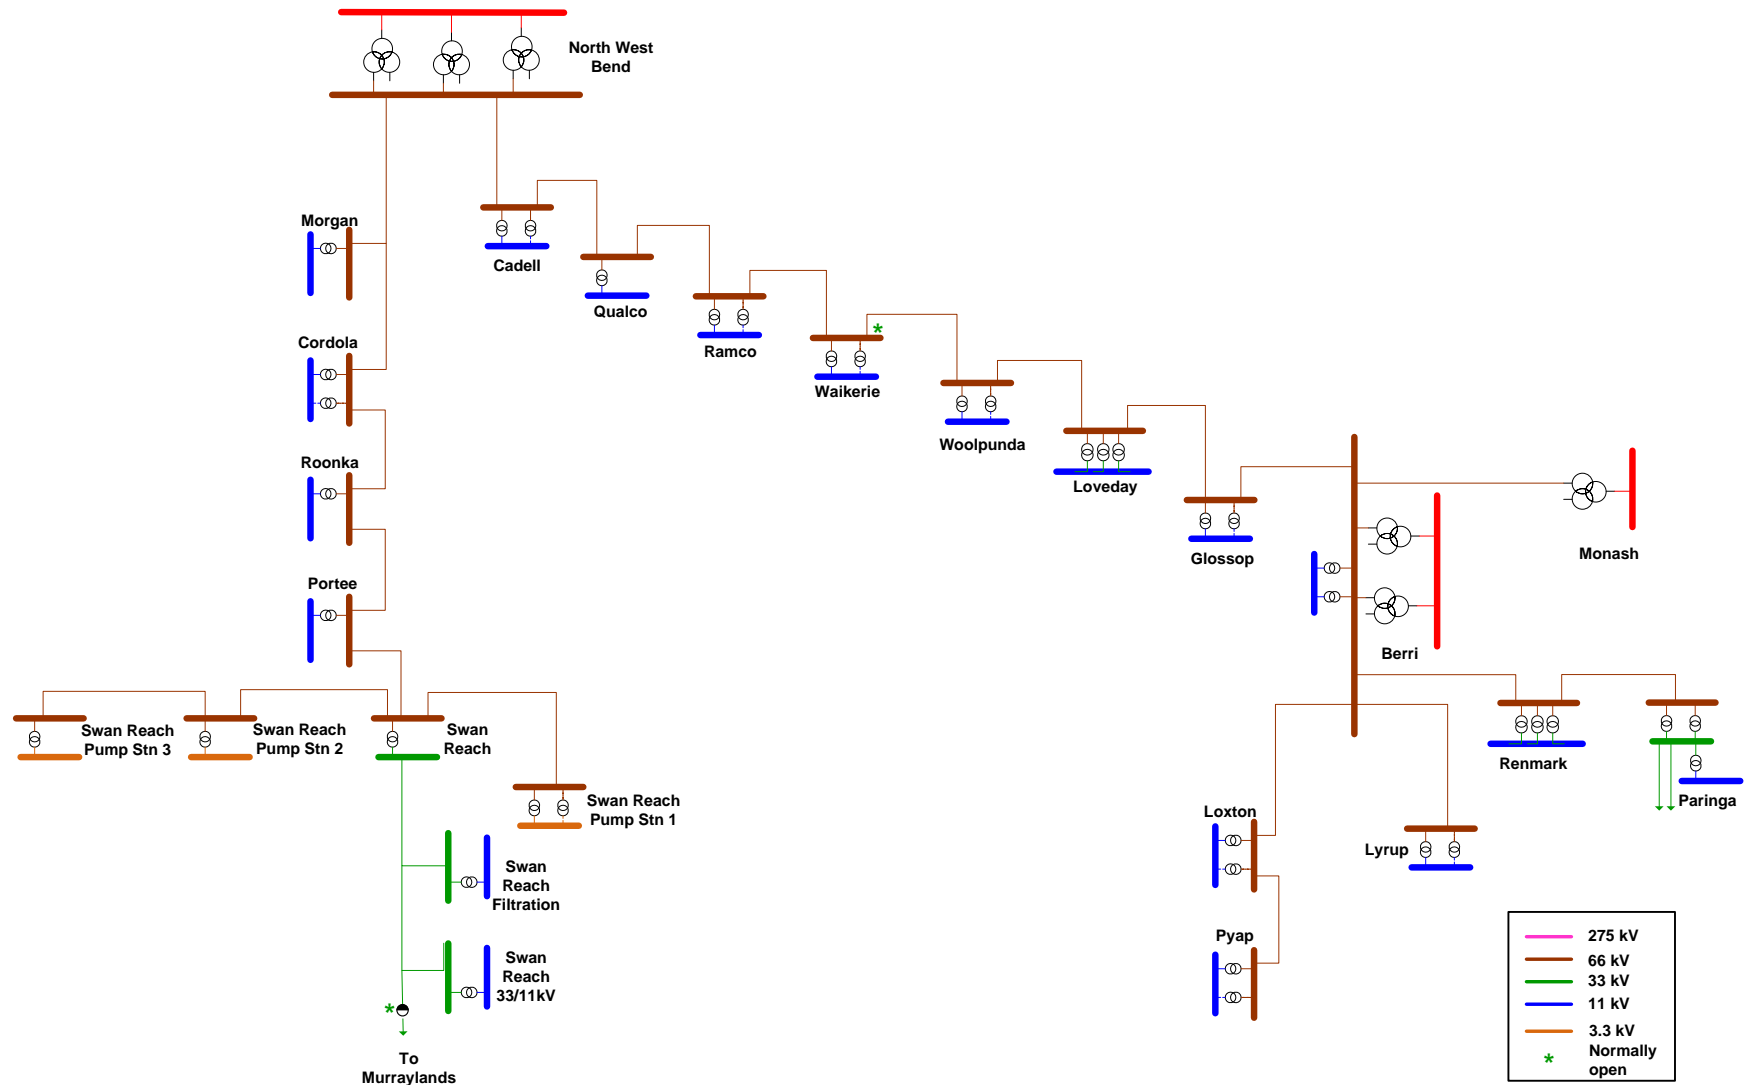 North West
Bend
Morgan
Cadell
Qualco
Cordola
Ramco
Waikerie
*
Woolpunda
Roonka
Loveday
Glossop
Monash
Portee
Berri
Swan Reach
Pump Stn 3
Swan Reach
Pump Stn 2
Swan
Reach
Renmark
Paringa
Swan Reach
Pump Stn 1
Loxton
Lyrup
Swan
Reach
Filtration
Pyap
Swan
Reach
33/11kV
*
To
Murraylands
275 kV
66 kV
33 kV
11 kV
3.3 kV
* Normally
open